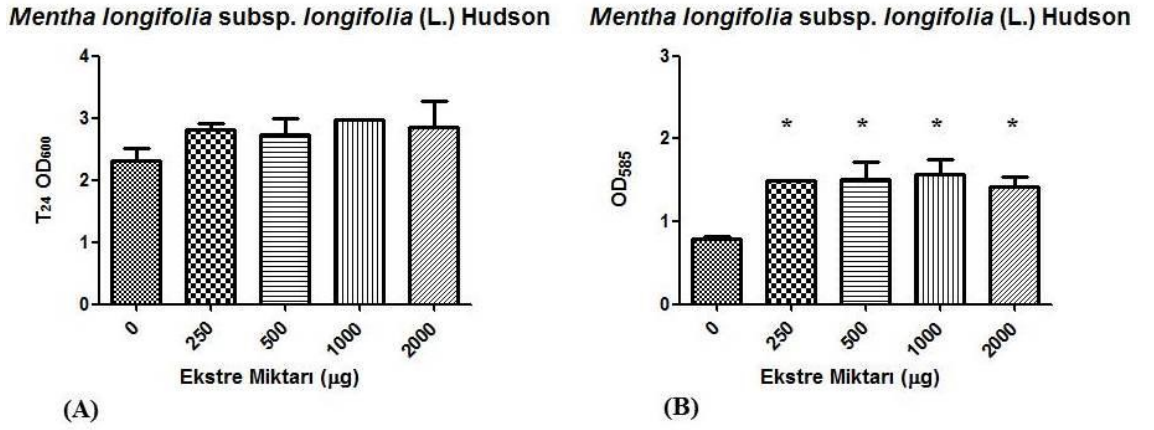 Mentha longifolia subsp. longifolia (L.) Hudson
4
3
2
1
0
T24 OD600
0
250
500
1000
2000
Ekstre Miktarı (µg)
(A)
Mentha longifolia subsp. longifolia (L.) Hudson
3
2
1
0
OD585
*
*
*
*
0
250
500
1000
2000
Ekstre Miktarı (µg)
(B)